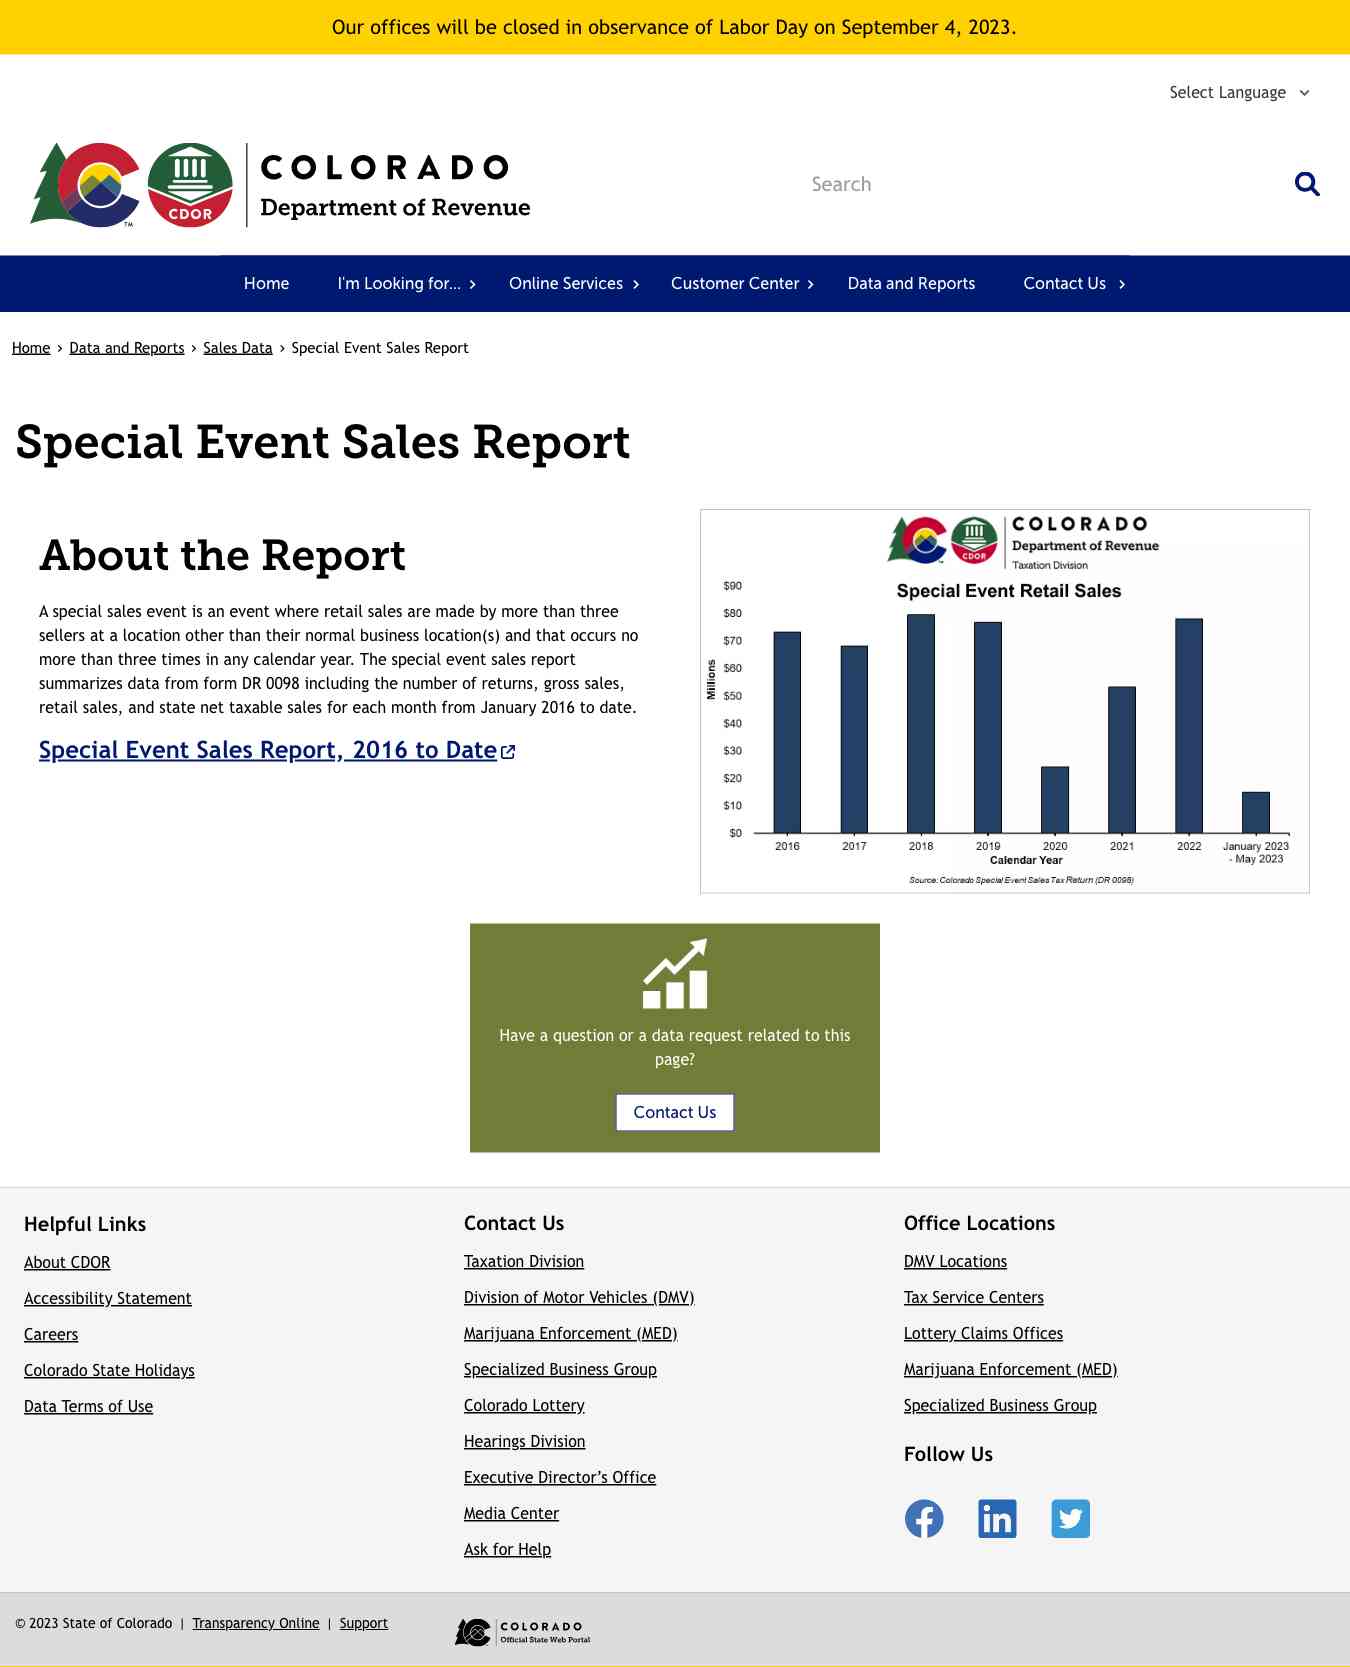 Our offices will be closed in observance of Labor Day on September 4, 2023.
Select Language
CDOR
TM
COLORADO
Department of Revenue
Search
Home
I'm Looking for...
Online Services
Customer Center
Data and Reports
Contact Us
Home › Data and Reports › Sales Data › Special Event Sales Report
Special Event Sales Report
About the Report
A special sales event is an event where retail sales are made by more than three
sellers at a location other than their normal business location(s) and that occurs no
more than three times in any calendar year. The special event sales report
summarizes data from form DR 0098 including the number of returns, gross sales,
retail sales, and state net taxable sales for each month from January 2016 to date.
Special Event Sales Report, 2016 to Date
CDOR
COLORADO
Department of Revenue
Taxation Division
Special Event Retail Sales
Millions
$90
$80
$70
$60
$50
$40
$30
$20
$10
$0
2016
2017
2018
2019
2020
2021
2022
January 2023
- May 2023
Calendar Year
Source: Colorado Special Event Sales Tax Return (DR 0098)
Have a question or a data request related to this
page?
Contact Us
Helpful Links
About CDOR
Accessibility Statement
Careers
Colorado State Holidays
Data Terms of Use
Contact Us
Taxation Division
Division of Motor Vehicles (DMV)
Marijuana Enforcement (MED)
Specialized Business Group
Colorado Lottery
Hearings Division
Executive Director's Office
Media Center
Ask for Help
Office Locations
DMV Locations
Tax Service Centers
Lottery Claims Offices
Marijuana Enforcement (MED)
Specialized Business Group
Follow Us
© 2023 State of Colorado | Transparency Online | Support
COLORADO
Official State Web Portal